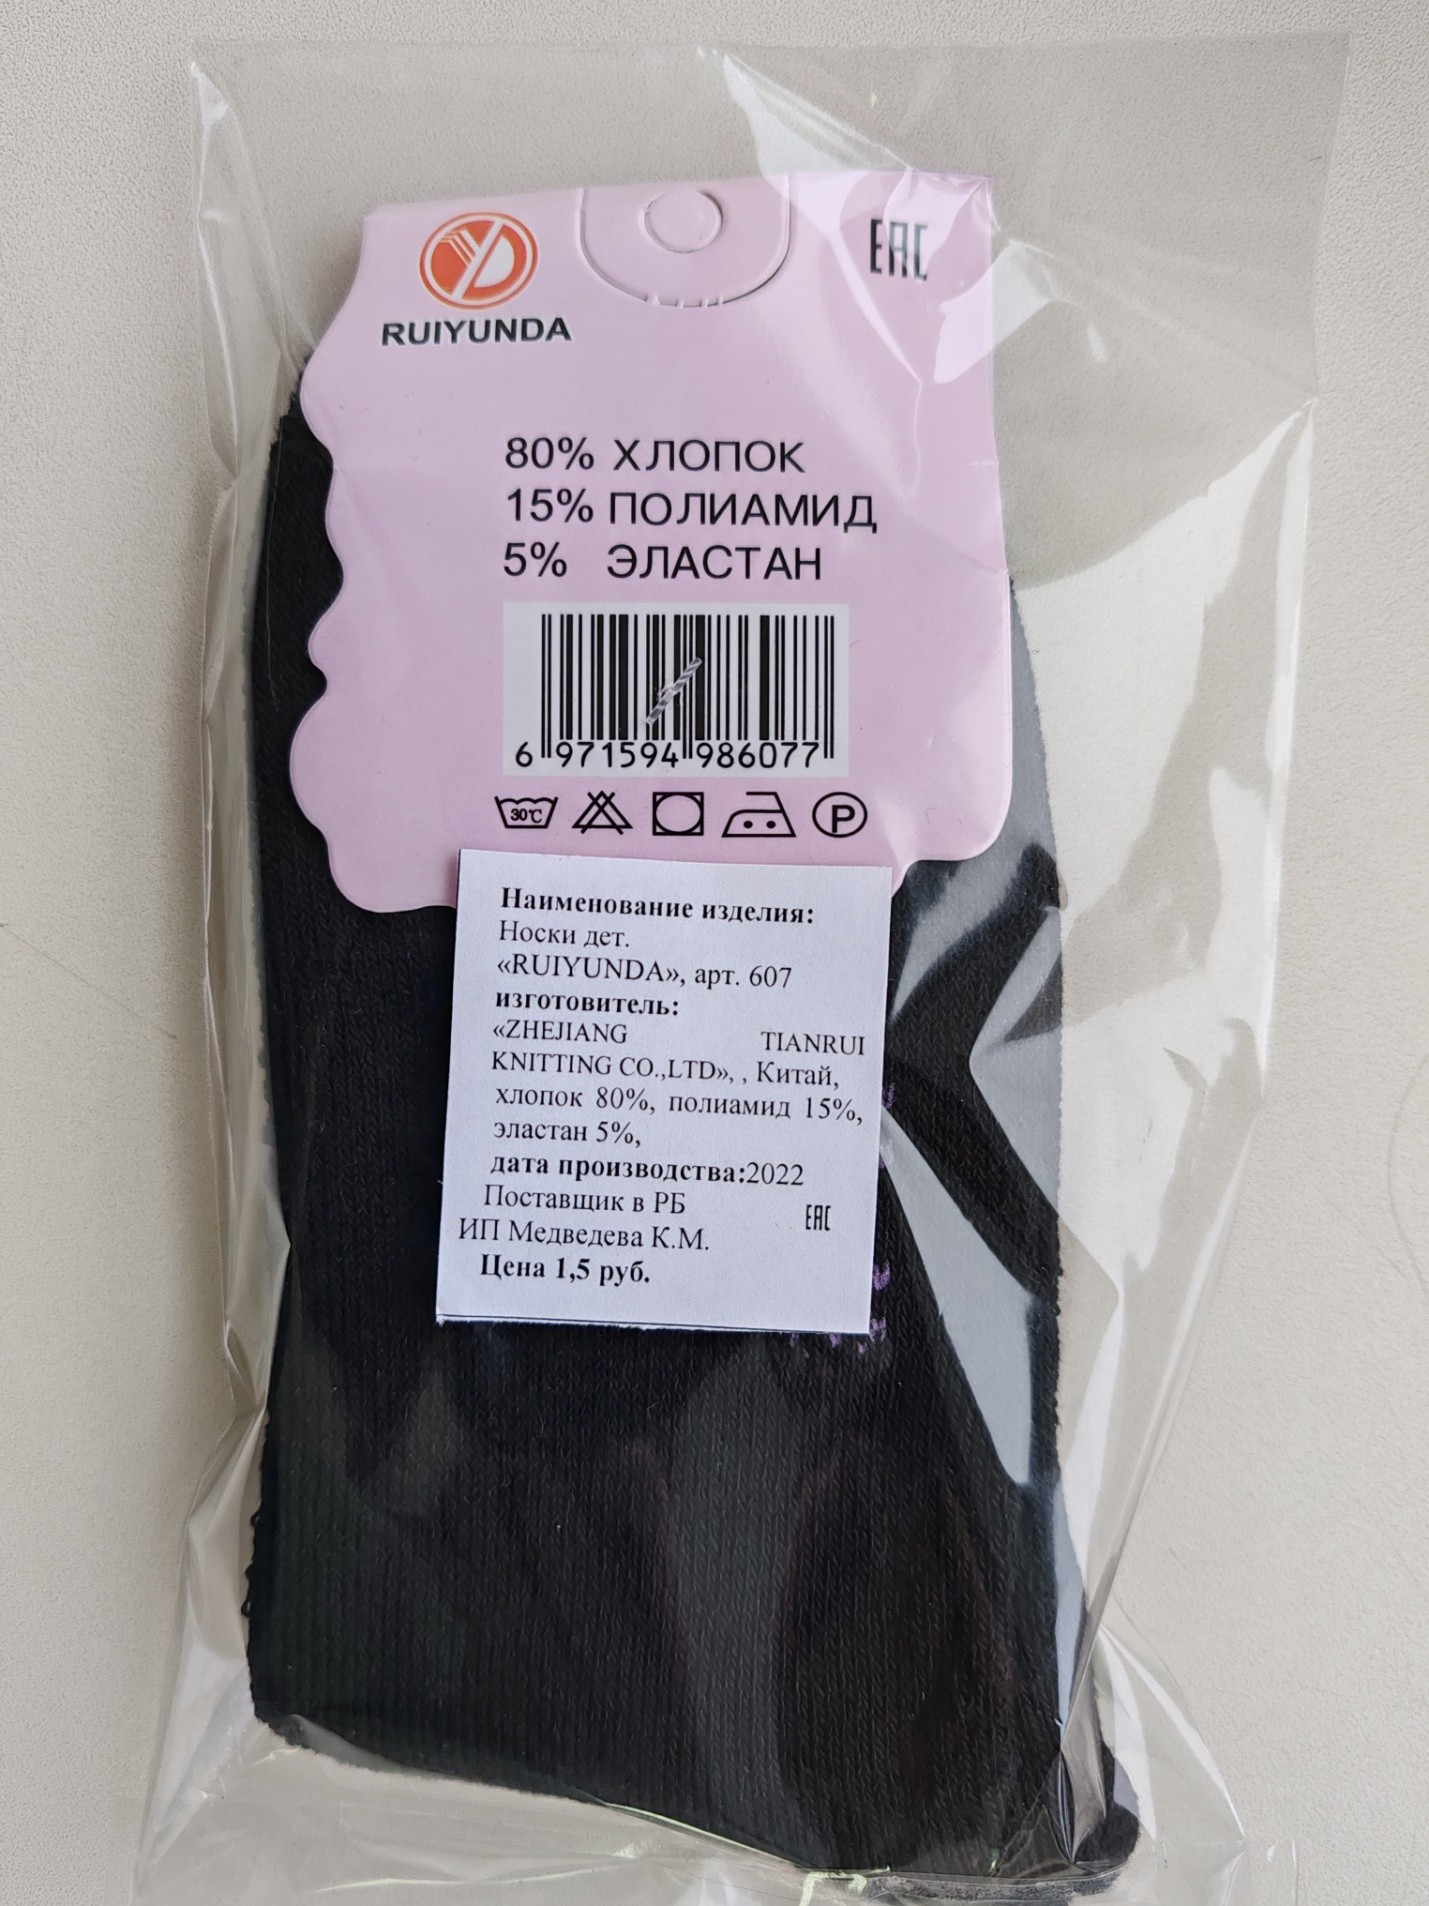 ЕАС
RUIYUNDA
80% ХЛОПОК
15% ПОЛИАМИД
5% ЭЛАСТАН
6 971594 986077
30°C
P
Наименование изделия:
Носки дет.
«RUIYUNDA», арт. 607
изготовитель:
«ZHEJIANG TIANRUI
KNITTING CO.,LTD», , Китай,
хлопок 80%, полиамид 15%,
эластан 5%,
дата производства:2022
Поставщик в РБ
ЕАС
ИП Медведева К.М.
Цена 1,5 руб.